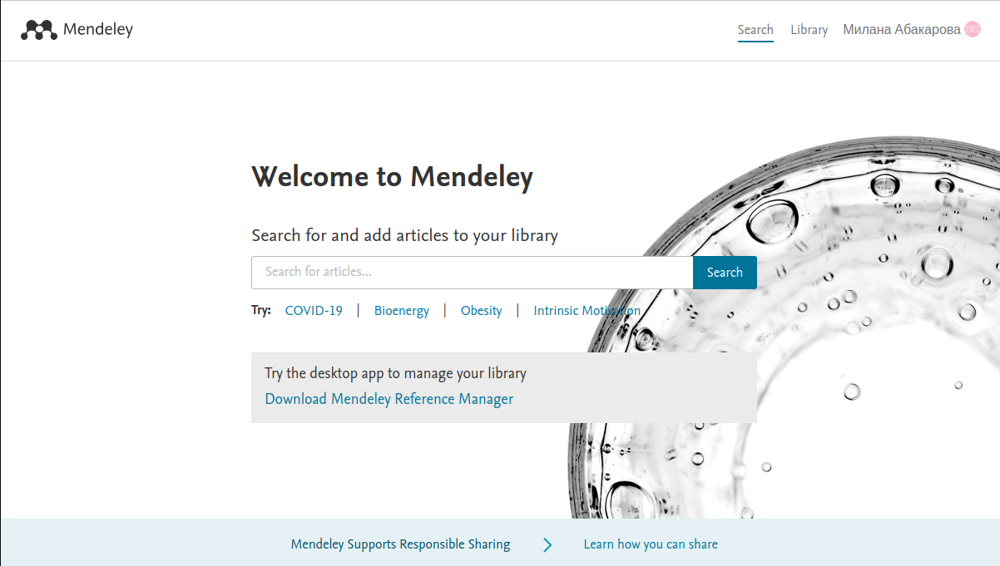 Mendeley
Search Library Милана Абакарова
Welcome to Mendeley
Search for and add articles to your library
Search for articles... Search
Try: COVID-19 | Bioenergy | Obesity | Intrinsic Motivation
Try the desktop app to manage your library
Download Mendeley Reference Manager
Mendeley Supports Responsible Sharing Learn how you can share